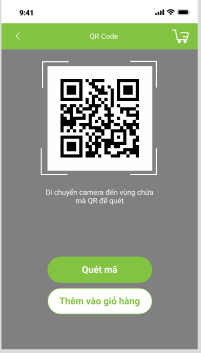 9:41
QR Code
Di chuyển camera đến vùng chứa
mà QR để quét
Quét mã
Thêm vào giỏ hàng